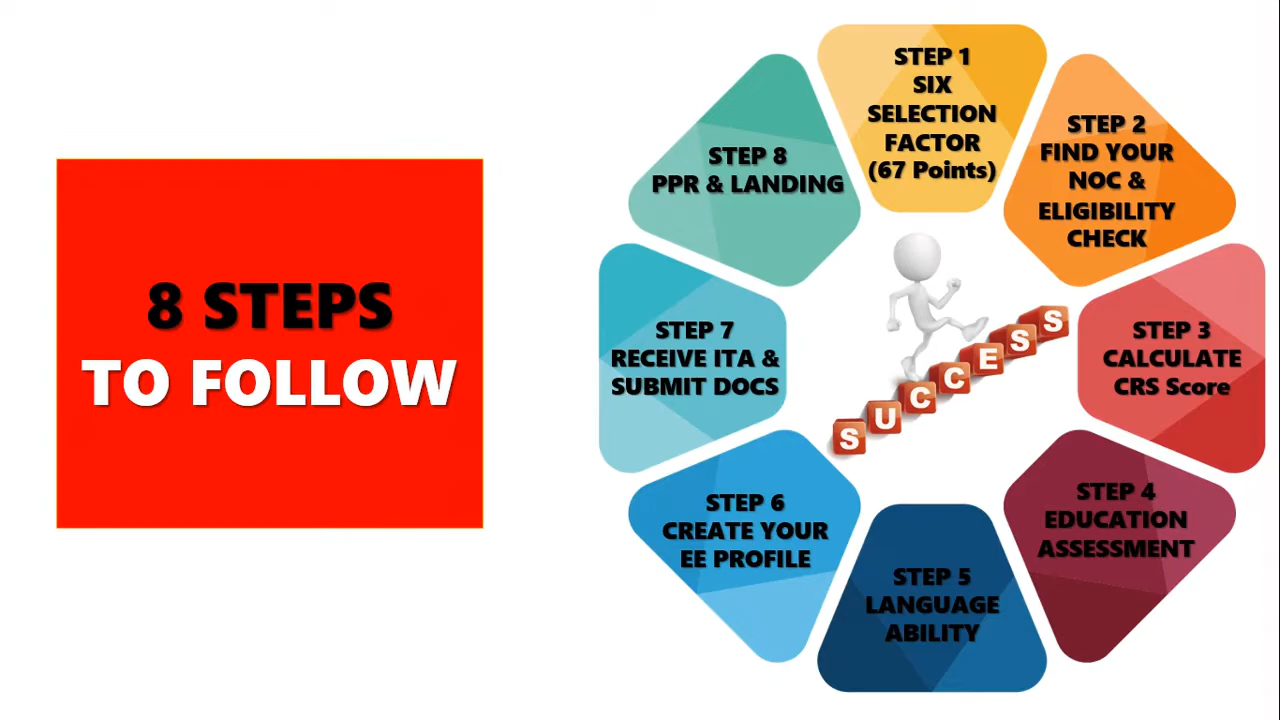 8 STEPS
TO FOLLOW
STEP 1
SIX
SELECTION
FACTOR
(67 Points)
STEP 2
FIND YOUR
NOC &
ELIGIBILITY
CHECK
STEP 3
CALCULATE
CRS Score
STEP 4
EDUCATION
ASSESSMENT
STEP 5
LANGUAGE
ABILITY
STEP 6
CREATE YOUR
EE PROFILE
STEP 7
RECEIVE ITA &
SUBMIT DOCS
STEP 8
PPR & LANDING
SUCCESS